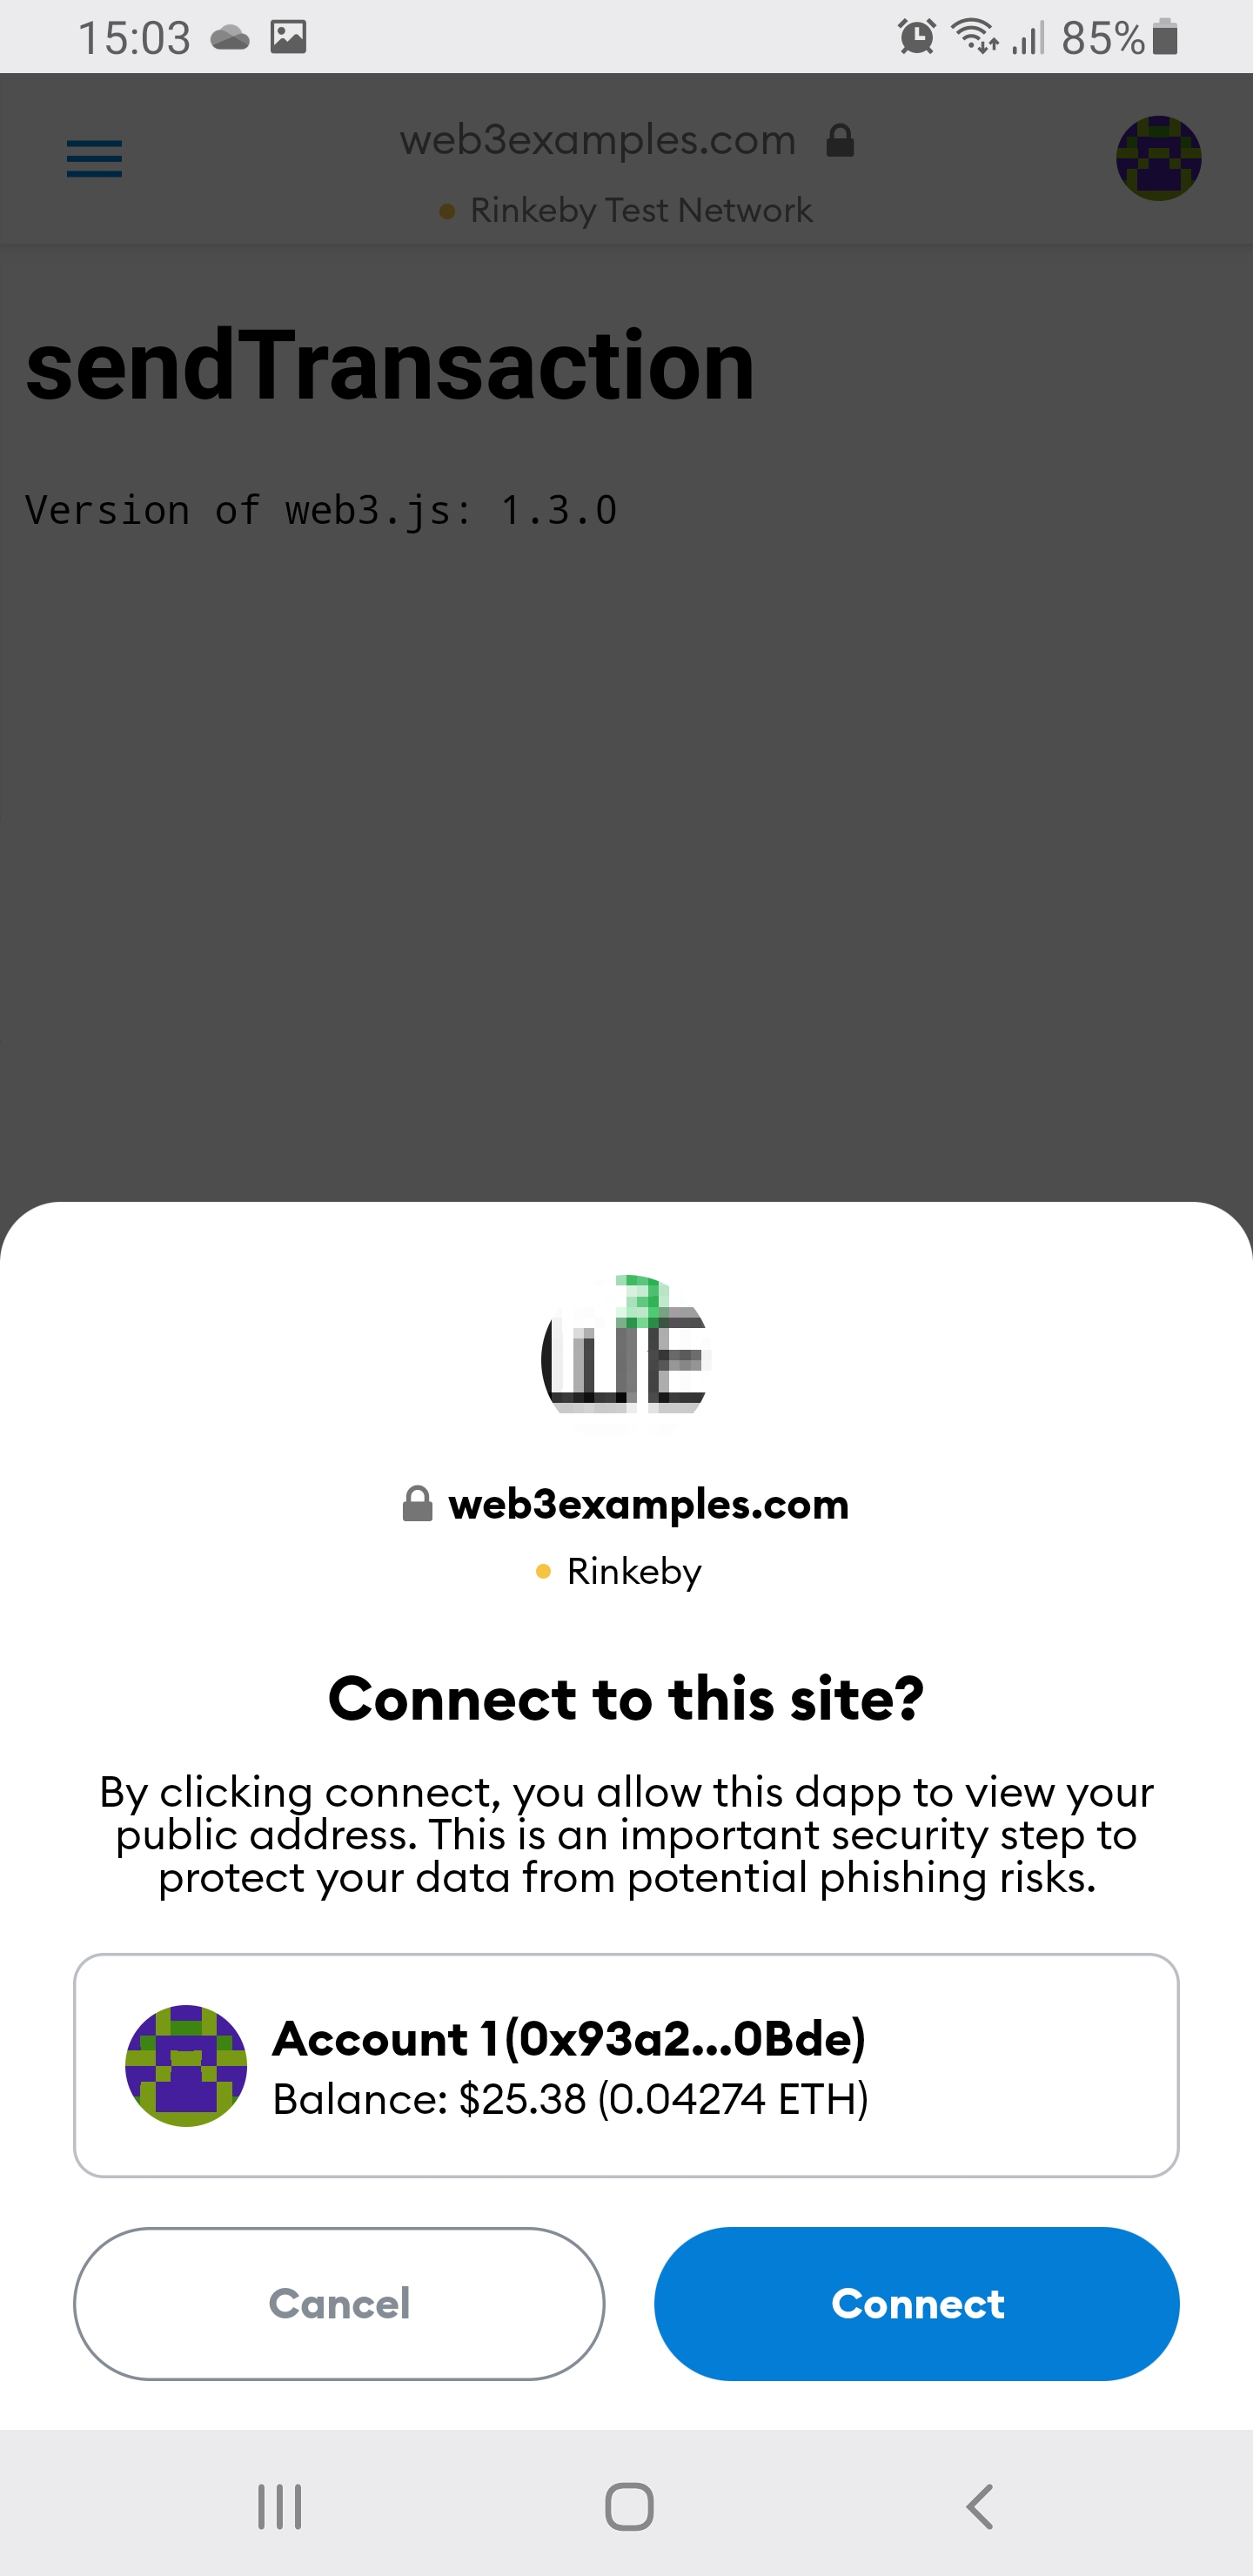 15:03
85%
web3examples.com
Rinkeby Test Network
sendTransaction
Version of web3.js: 1.3.0
web3examples.com
Rinkeby
Connect to this site?
By clicking connect, you allow this dapp to view your
public address. This is an important security step to
protect your data from potential phishing risks.
Account 1 (0x93a2...0Bde)
Balance: $25.38 (0.04274 ETH)
Cancel
Connect